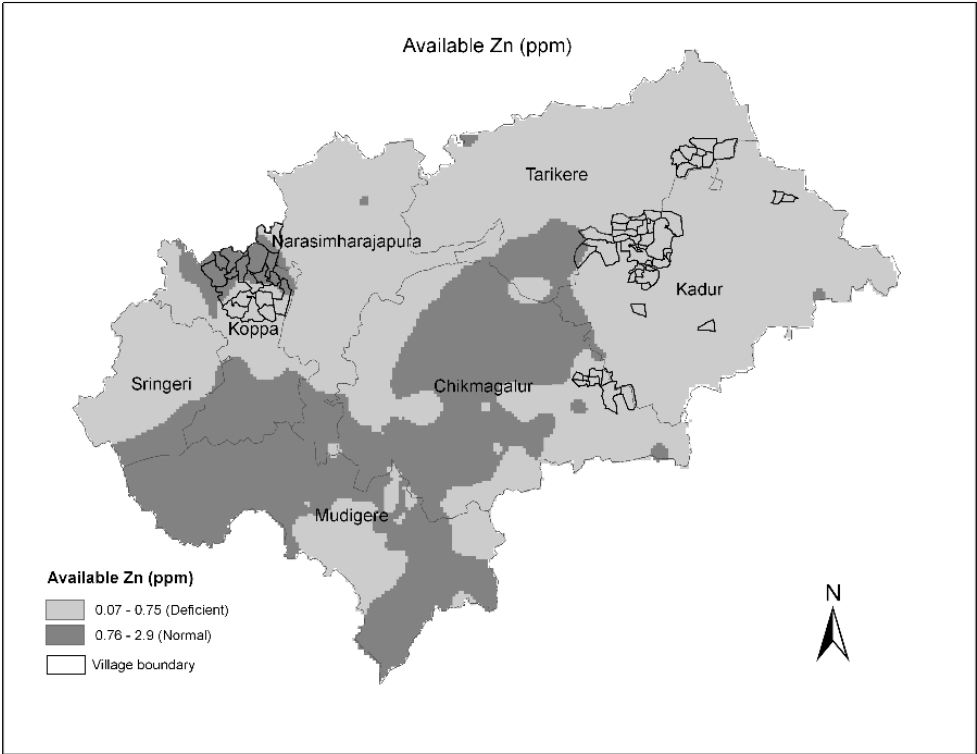 Available Zn (ppm)
Tarikere
Narasimharajapura
Kadur
Koppa
Sringeri
Chikmagalur
Mudigere
Available Zn (ppm)
0.07 - 0.75 (Deficient)
0.76 - 2.9 (Normal)
Village boundary
N